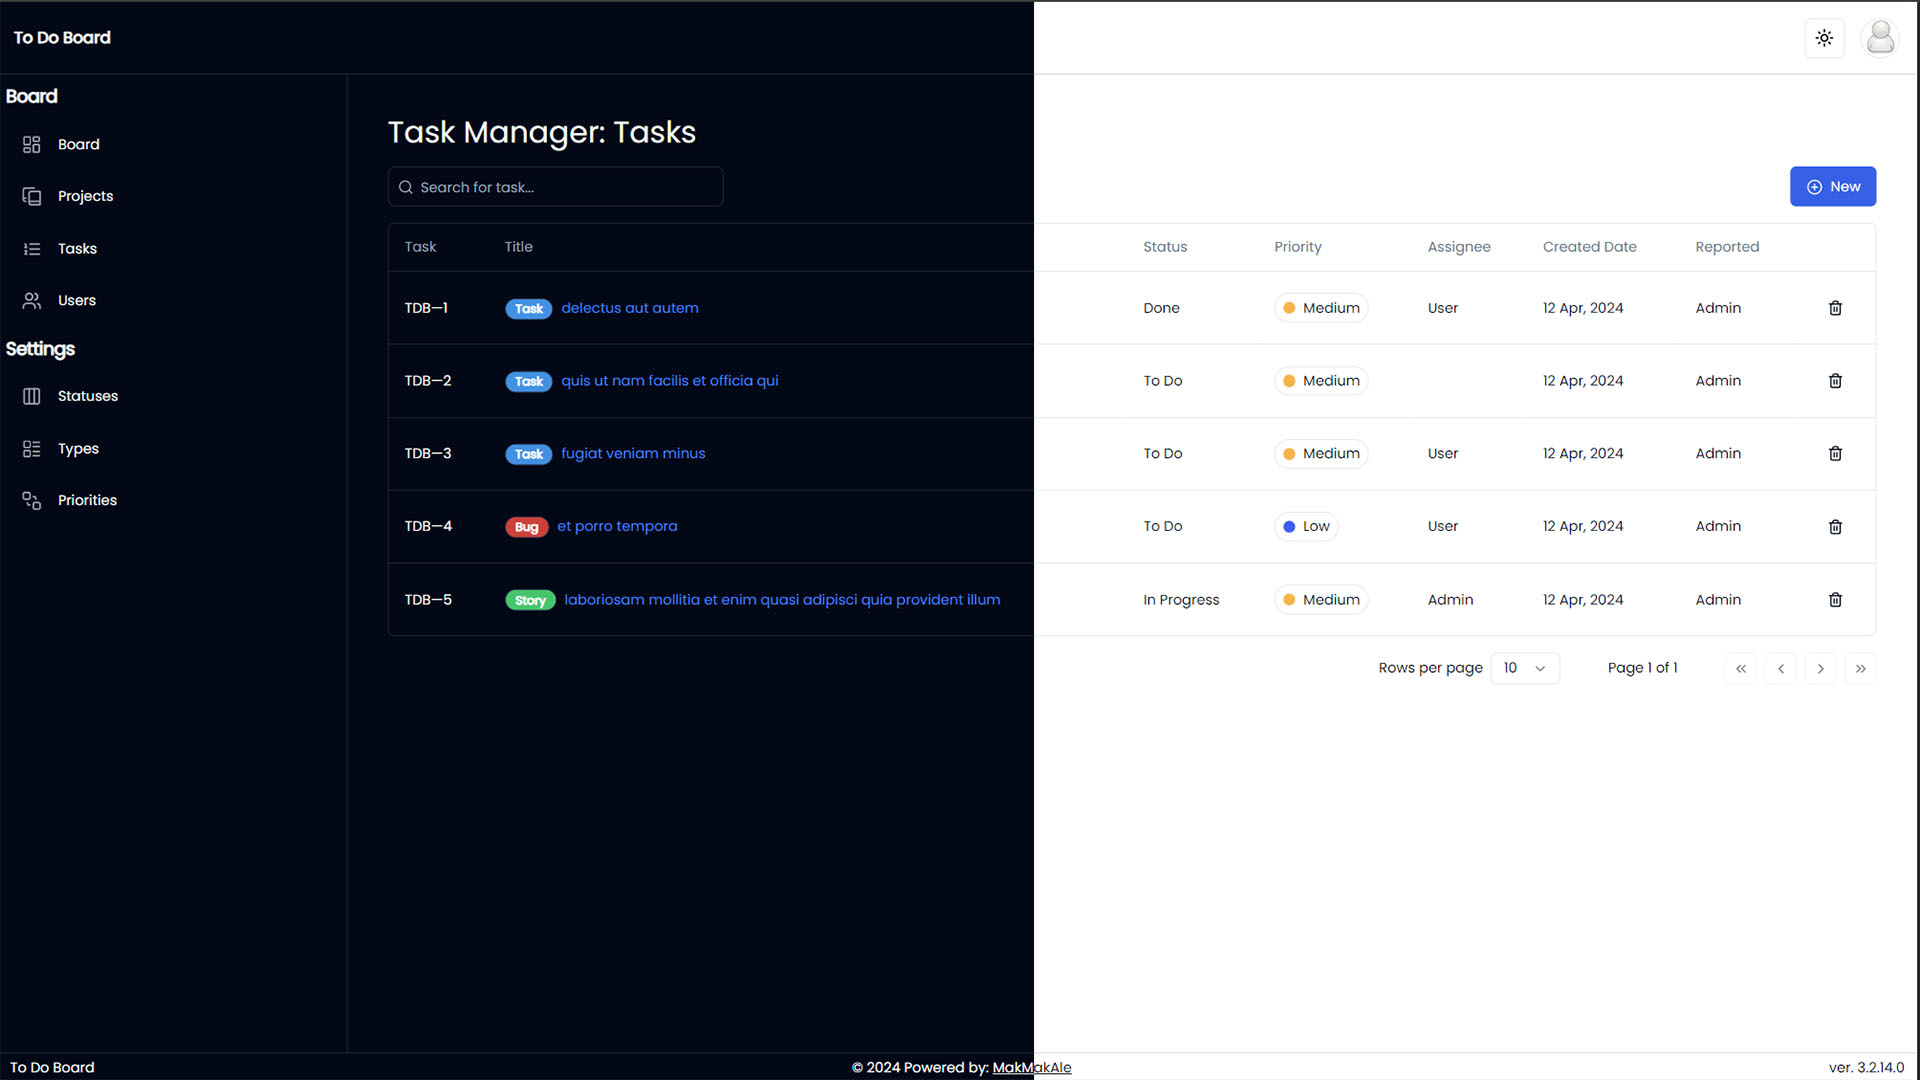 To Do Board
Board
Board
Projects
Tasks
Users
Settings
Statuses
Types
Priorities
Task Manager: Tasks
Search for task...
New
Task Title Status Priority Assignee Created Date Reported
TDB—1 Task delectus aut autem Done Medium User 12 Apr, 2024 Admin
TDB—2 Task quis ut nam facilis et officia qui To Do Medium 12 Apr, 2024 Admin
TDB—3 Task fugiat veniam minus To Do Medium User 12 Apr, 2024 Admin
TDB—4 Bug et porro tempora To Do Low User 12 Apr, 2024 Admin
TDB—5 Story laboriosam mollitia et enim quasi adipisci quia provident illum In Progress Medium Admin 12 Apr, 2024 Admin
Rows per page 10 Page 1 of 1
To Do Board © 2024 Powered by: MakMakAle ver. 3.2.14.0